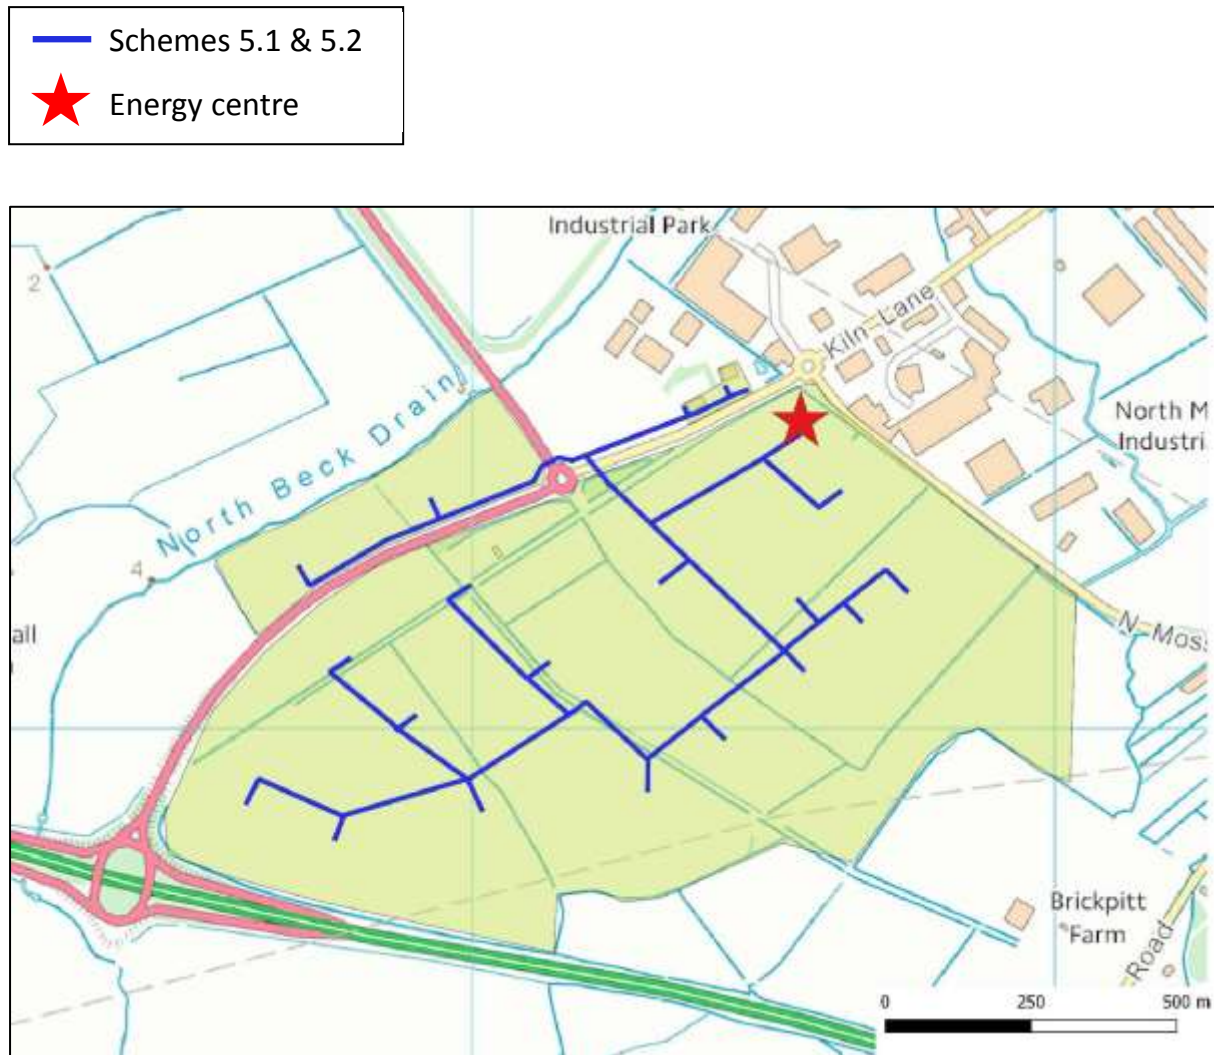 Schemes 5.1 & 5.2
Energy centre
Industrial Park
2
Kiln Lane
North Beck Drain
North M
Industri
4
all
N. Moss
Brickpitt
Farm
Road
0 250 500 m